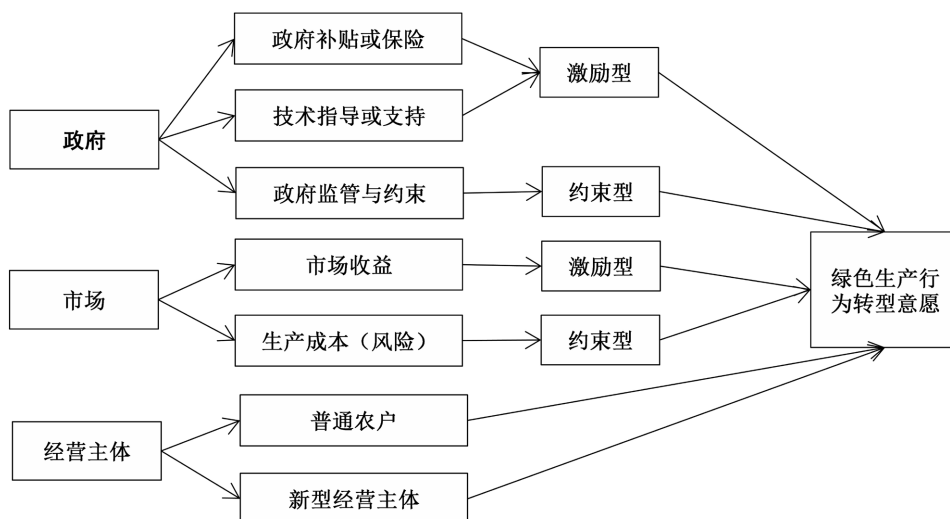 政府补贴或保险
激励型
技术指导或支持
政府
政府监管与约束
约束型
市场收益
激励型
绿色生产行
为转型意愿
市场
生产成本（风险）
约束型
普通农户
经营主体
新型经营主体